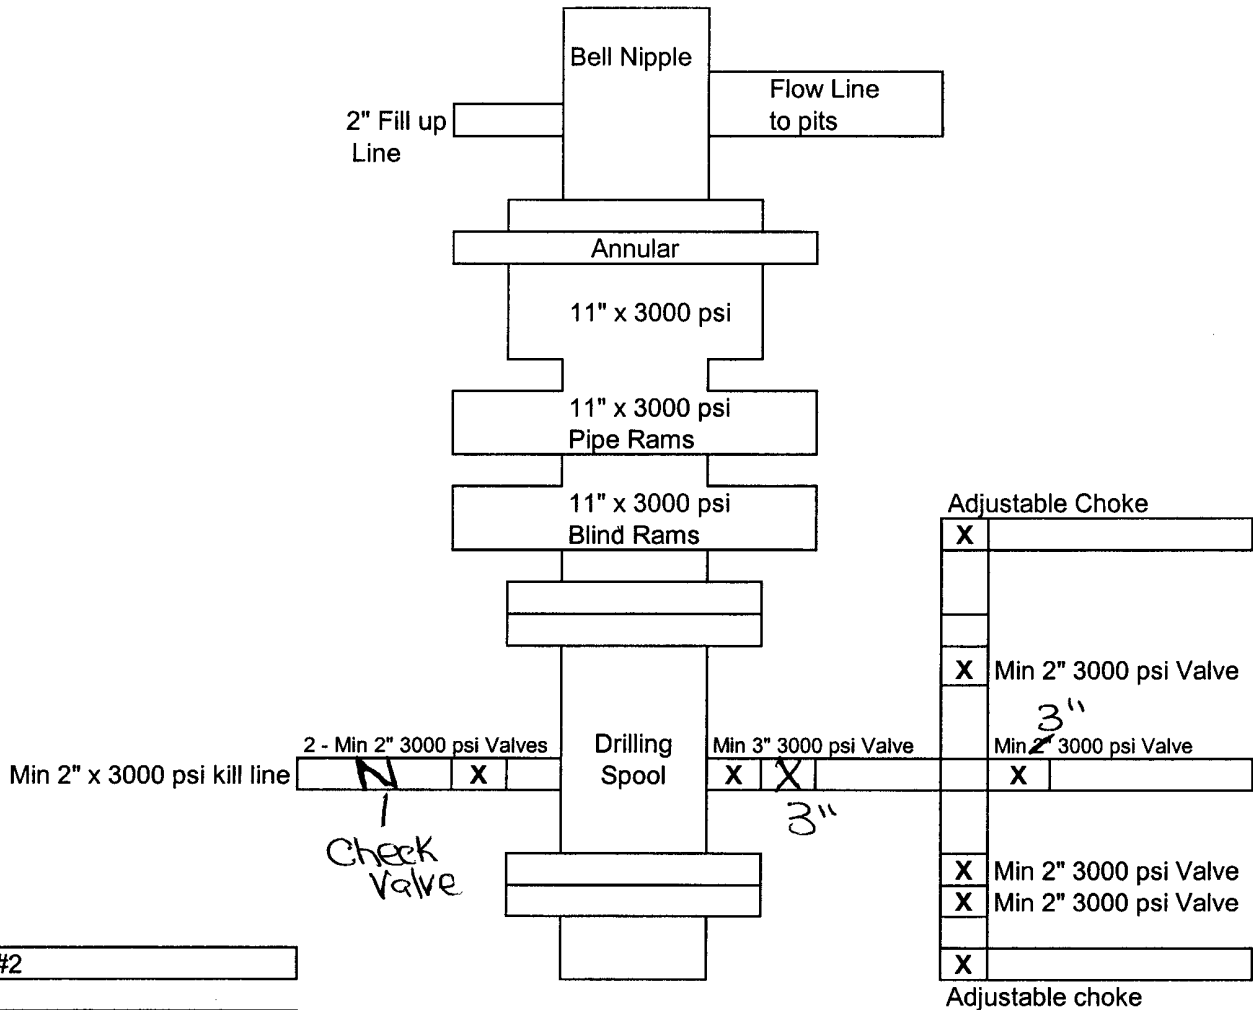 Bell Nipple
Flow Line
to pits
2" Fill up
Line
Annular
11" x 3000 psi
11" x 3000 psi
Pipe Rams
11" x 3000 psi
Blind Rams
Adjustable Choke
X
X Min 2" 3000 psi Valve
3"
2 - Min 2" 3000 psi Valves
Drilling
Spool
Min 3" 3000 psi Valve
Min 2" 3000 psi Valve
Min 2" x 3000 psi kill line
N X
X X
X
3"
Check
Valve
X Min 2" 3000 psi Valve
X Min 2" 3000 psi Valve
#2
X
Adjustable choke